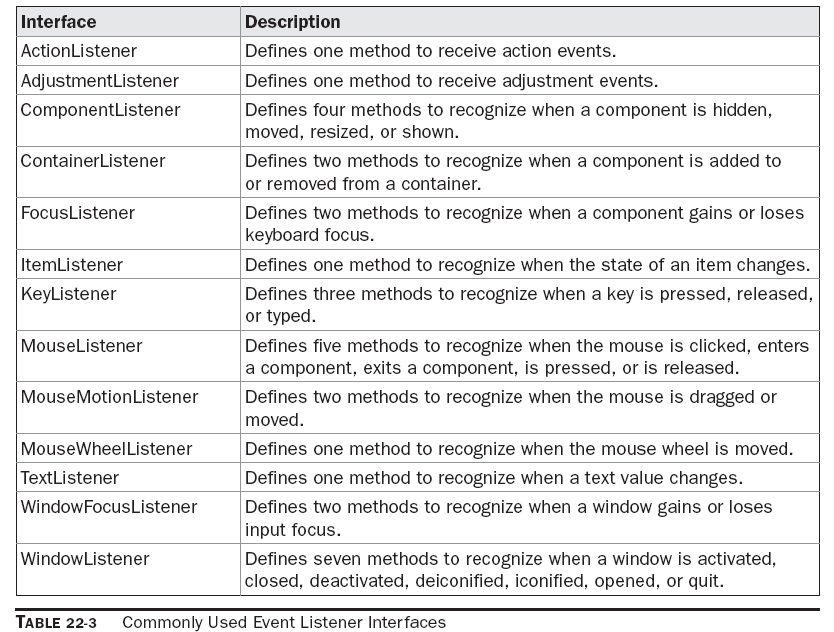 Interface Description
ActionListener Defines one method to receive action events.
AdjustmentListener Defines one method to receive adjustment events.
ComponentListener Defines four methods to recognize when a component is hidden,
moved, resized, or shown.
ContainerListener Defines two methods to recognize when a component is added to
or removed from a container.
FocusListener Defines two methods to recognize when a component gains or loses
keyboard focus.
ItemListener Defines one method to recognize when the state of an item changes.
KeyListener Defines three methods to recognize when a key is pressed, released,
or typed.
MouseListener Defines five methods to recognize when the mouse is clicked, enters
a component, exits a component, is pressed, or is released.
MouseMotionListener Defines two methods to recognize when the mouse is dragged or
moved.
MouseWheelListener Defines one method to recognize when the mouse wheel is moved.
TextListener Defines one method to recognize when a text value changes.
WindowFocusListener Defines two methods to recognize when a window gains or loses
input focus.
WindowListener Defines seven methods to recognize when a window is activated,
closed, deactivated, deiconified, iconified, opened, or quit.
TABLE 22-3 Commonly Used Event Listener Interfaces